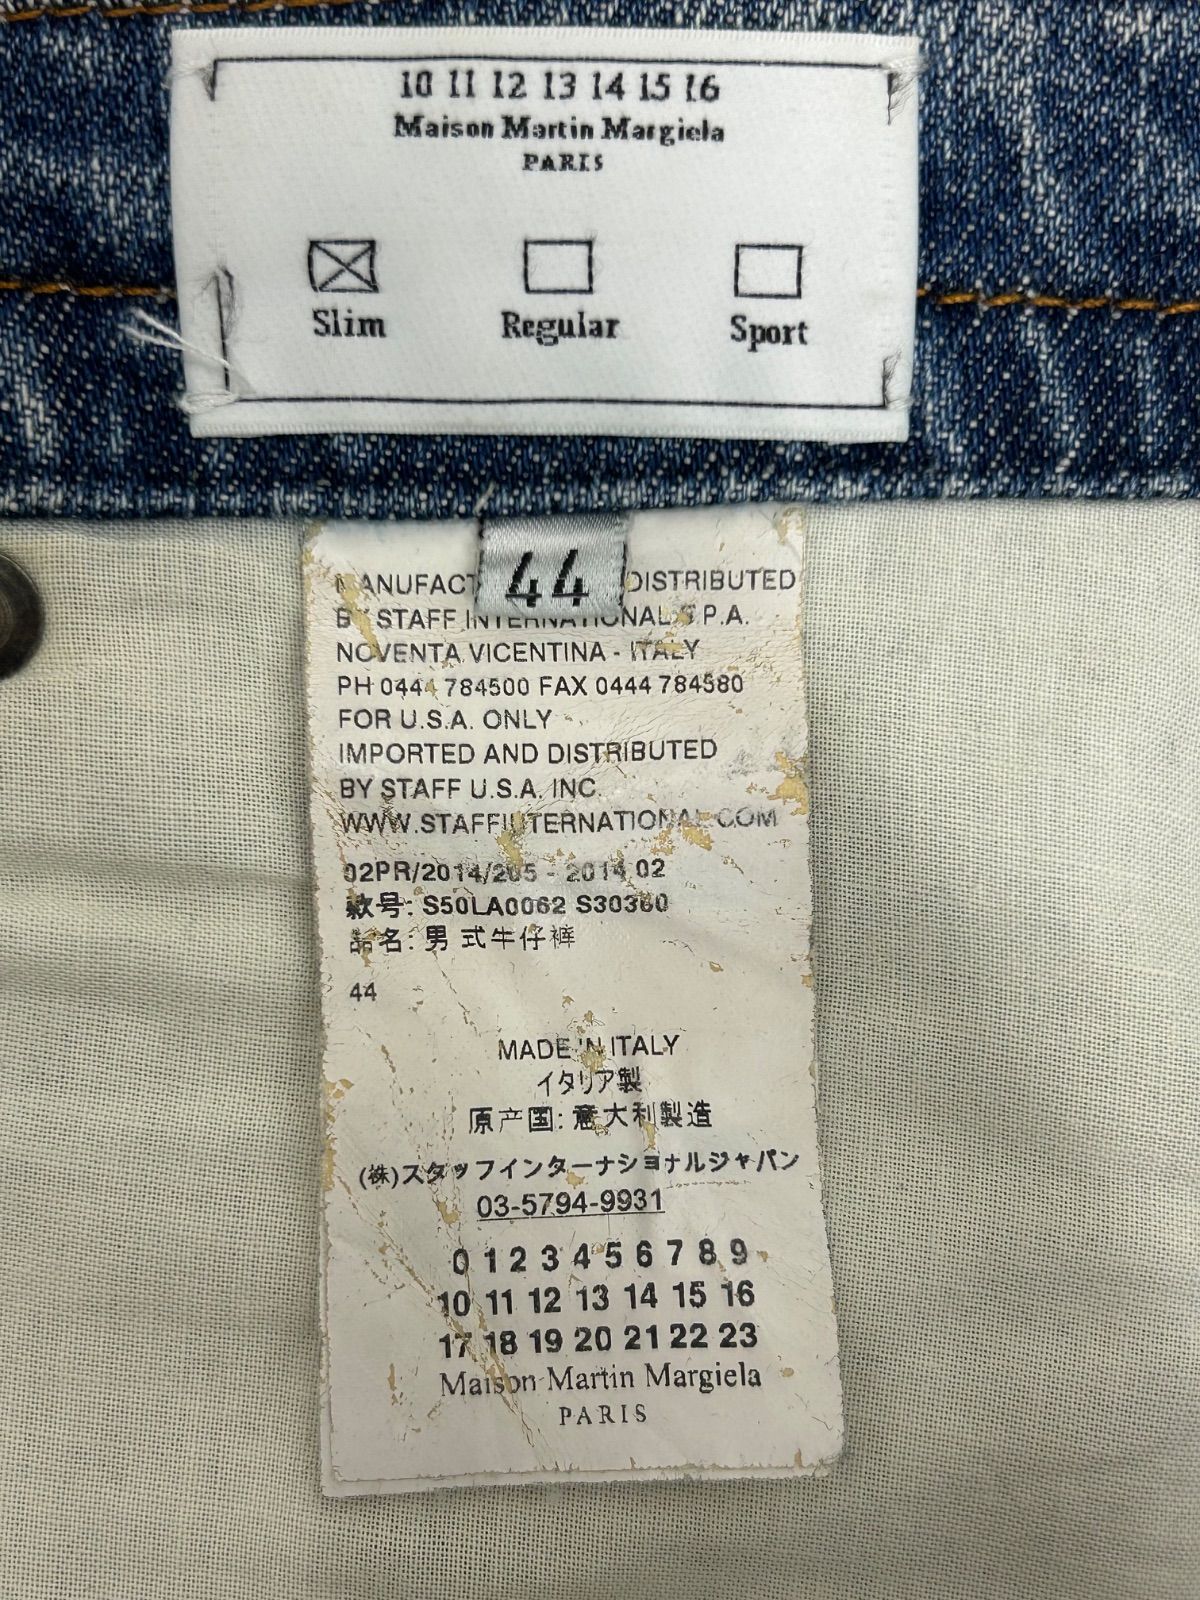 10 11 12 13 14 15 16
Maison Martin Margiela
PARIS
Slim Regular Sport
44
DISTRIBUTED
BY STAFF INTERNATIONAL S.P.A.
NOVENTA VICENTINA - ITALY
PH 0444 784500 FAX 0444 784580
FOR U.S.A. ONLY
IMPORTED AND DISTRIBUTED
BY STAFF U.S.A. INC.
WWW.STAFFINTERNATIONAL.COM
02PR/2014/205 - 2014.02
款号: S50LA0062 S30360
品名: 男式牛仔裤
44
MADE IN ITALY
イタリア製
原产国: 意大利製造
(株)スタッフインターナショナルジャパン
03-5794-9931
0 1 2 3 4 5 6 7 8 9
10 11 12 13 14 15 16
17 18 19 20 21 22 23
Maison Martin Margiela
PARIS